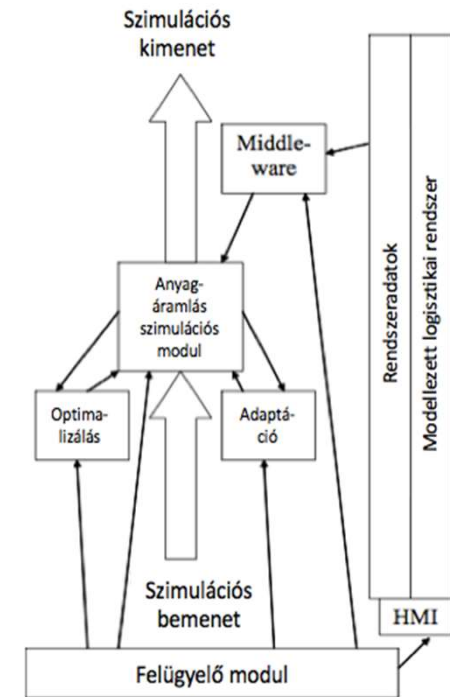 Szimulációs
kimenet
Middle-
ware
Anyag-
áramlás
szimulációs
modul
Optima-
lizálás
Adaptá-
ció
Rendszeradatok
Modellezett logisztikai rendszer
Szimulációs
bemenet
HMI
Felügyelő modul